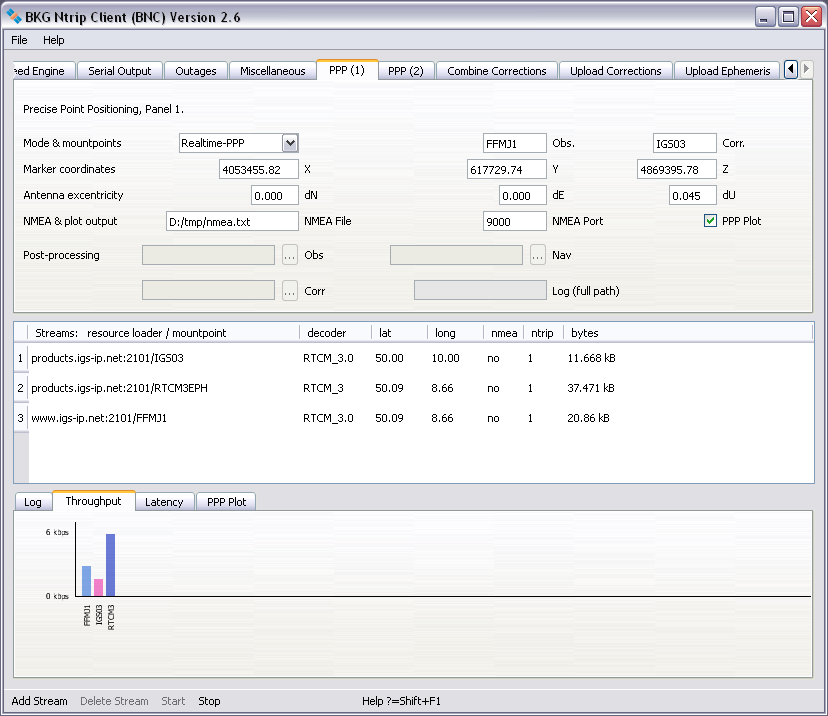 BKG Ntrip Client (BNC) Version 2.6
File Help
eed Engine Serial Output Outages Miscellaneous PPP (1) PPP (2) Combine Corrections Upload Corrections Upload Ephemeris
Precise Point Positioning, Panel 1.
Mode & mountpoints Realtime-PPP FFMJ1 Obs. IGS03 Corr.
Marker coordinates 4053455.82 X 617729.74 Y 4869395.78 Z
Antenna excentricity 0.000 dN 0.000 dE 0.045 dU
NMEA & plot output D:/tmp/nmea.txt NMEA File 9000 NMEA Port PPP Plot
Post-processing ... Obs ... Nav
... Corr Log (full path)
Streams: resource loader / mountpoint decoder lat long nmea ntrip bytes
1 products.igs-ip.net:2101/IGS03 RTCM_3.0 50.00 10.00 no 1 11.668 kB
2 products.igs-ip.net:2101/RTCM3EPH RTCM_3 50.09 8.66 no 1 37.471 kB
3 www.igs-ip.net:2101/FFMJ1 RTCM_3.0 50.09 8.66 no 1 20.86 kB
Log Throughput Latency PPP Plot
6 kbps
0 kbps
FFMJ1 IGS03 RTCM3
Add Stream Delete Stream Start Stop Help ?=Shift+F1